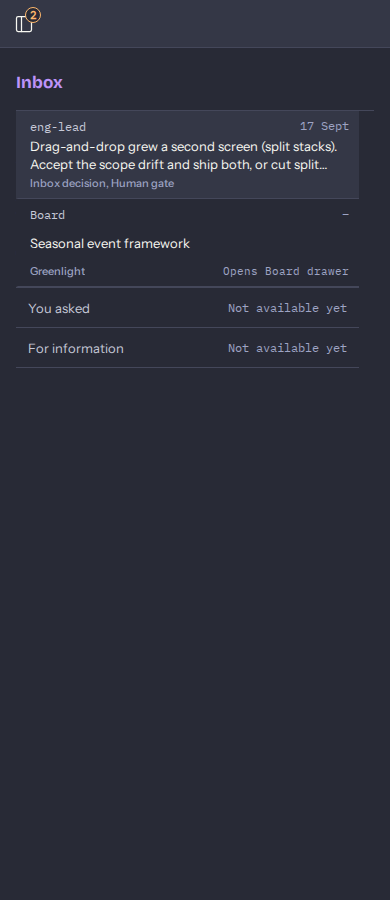 2
Inbox
eng-lead 17 Sept
Drag-and-drop grew a second screen (split stacks).
Accept the scope drift and ship both, or cut split…
Inbox decision, Human gate
Board –
Seasonal event framework
Greenlight Opens Board drawer
You asked Not available yet
For information Not available yet